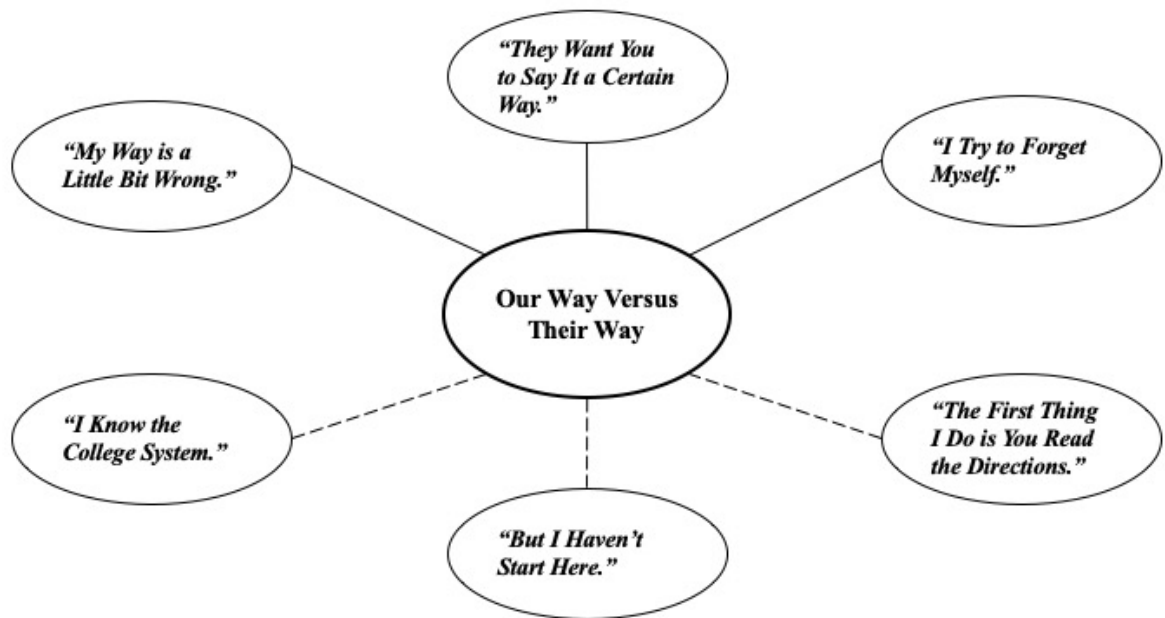 “They Want You
to Say It a Certain
Way.”
“My Way is a
Little Bit Wrong.”
“I Try to Forget
Myself.”
Our Way Versus
Their Way
“I Know the
College System.”
“The First Thing
I Do is You Read
the Directions.”
“But I Haven’t
Start Here.”